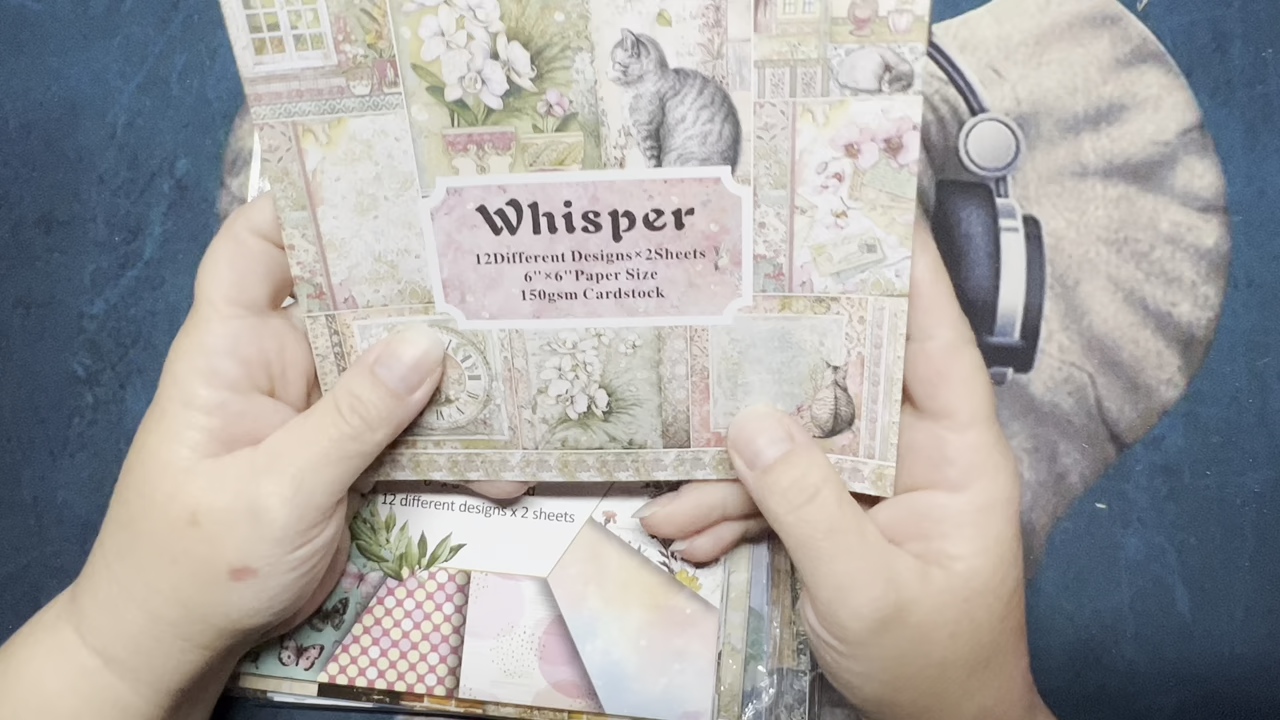 Whisper
12Different Designs×2Sheets
6"×6"Paper Size
150gsm Cardstock
12 different designs x 2 sheets